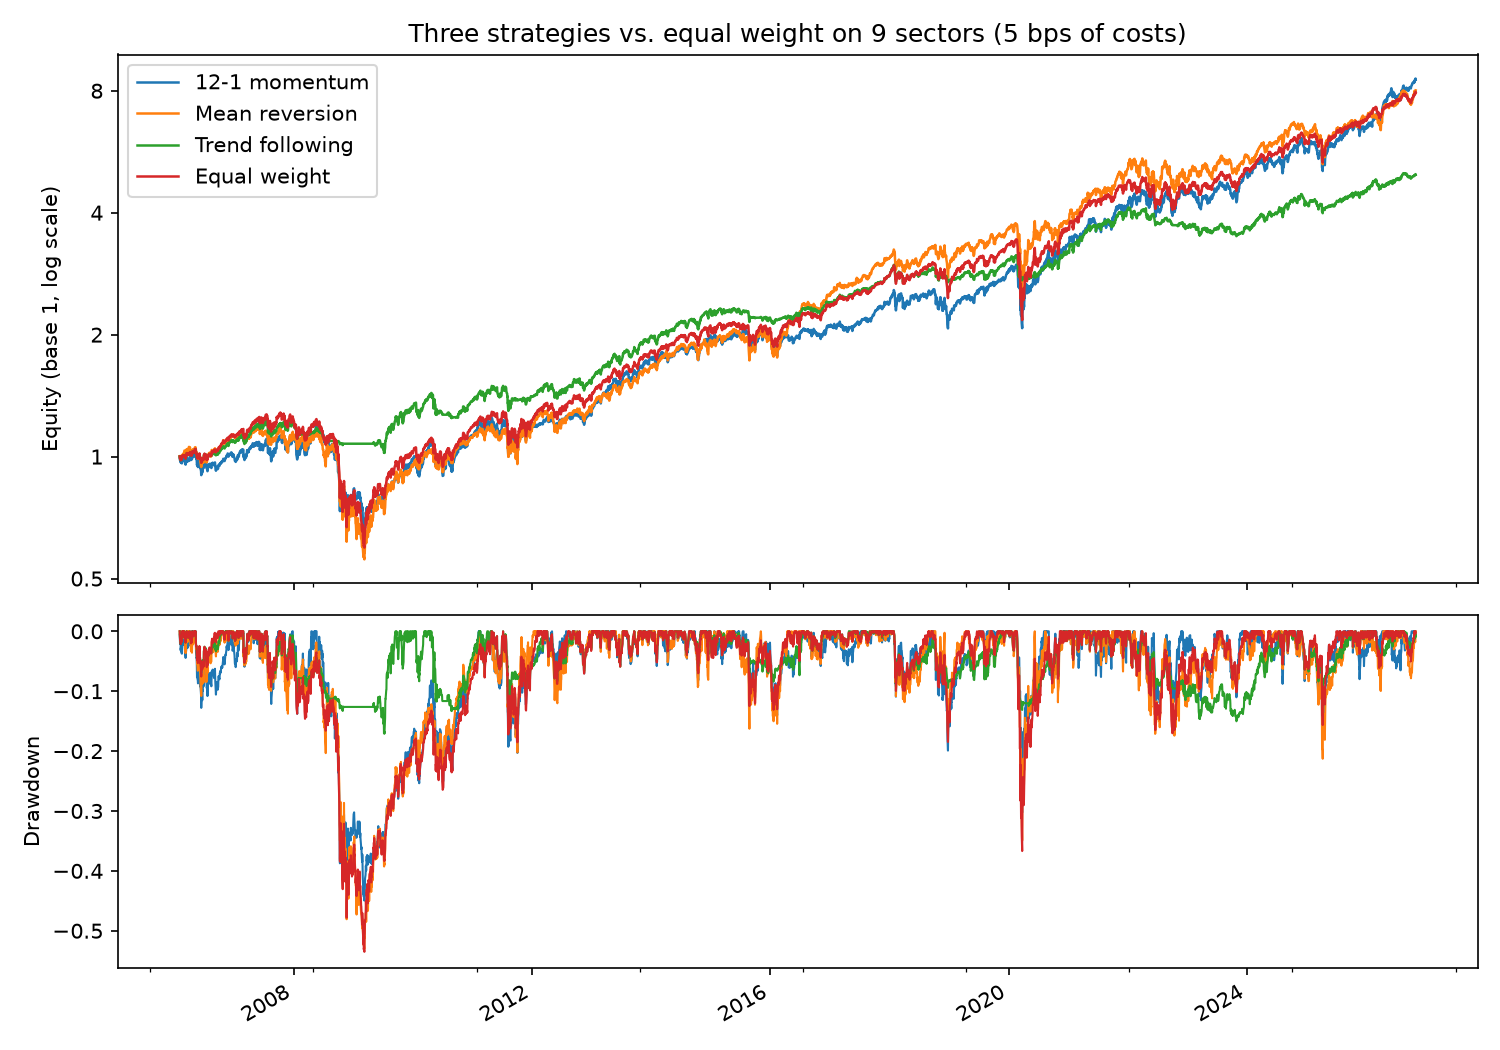 Three strategies vs. equal weight on 9 sectors (5 bps of costs)
12-1 momentum
Mean reversion
Trend following
Equal weight
Equity (base 1, log scale)
8
4
2
1
0.5
Drawdown
0.0
−0.1
−0.2
−0.3
−0.4
−0.5
2008
2012
2016
2020
2024